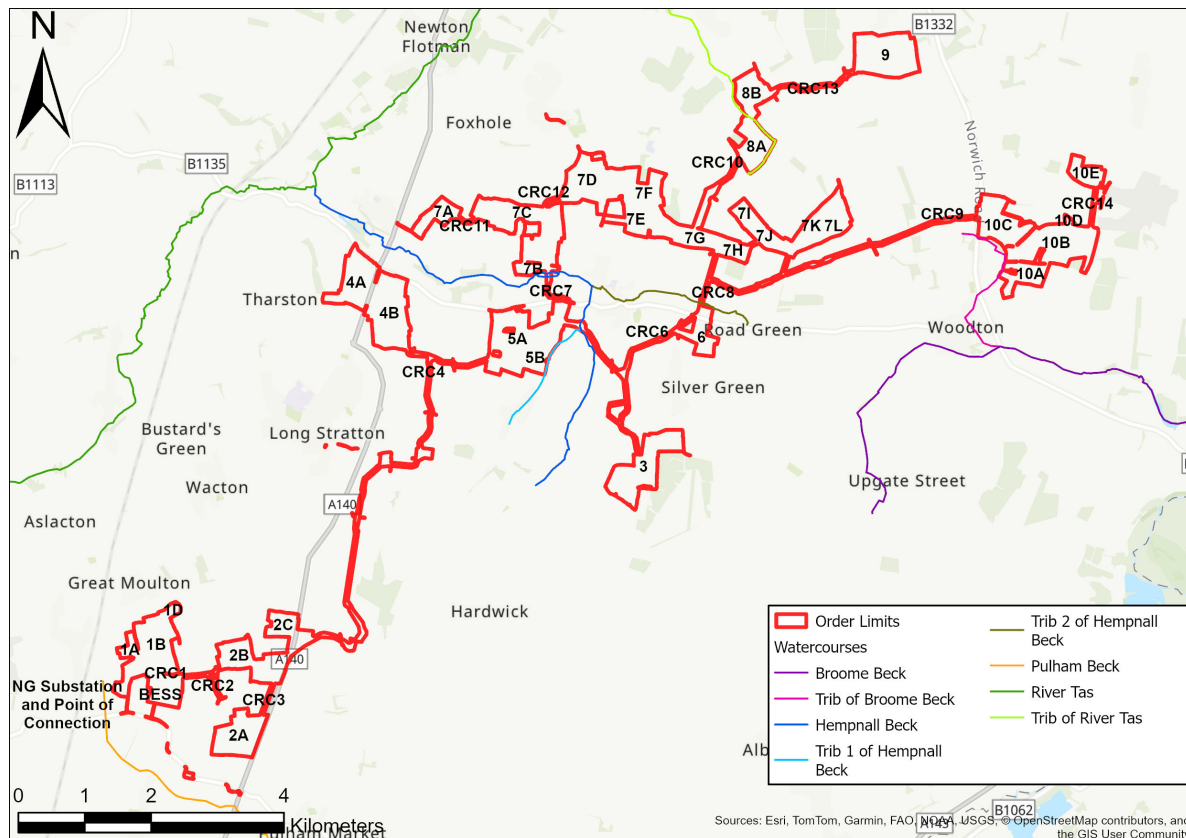 N
Newton
Flotman
B1332
9
8B
CRC13
Foxhole
B1135
B1113
Norwich
8A
CRC10
7D
CRC12
7F
10E
CRC14
7A
7C
CRC11
7E
7I
7K 7L
CRC9
10C
10D
7G
7J
7H
10B
10A
7B
4A
CRC7
CRC8
Tharston
4B
5A
5B
CRC6
6
Road Green
Woodton
CRC4
Silver Green
Bustard's
Green
Long Stratton
3
Wacton
A140
Upgate Street
Aslacton
Great Moulton
1D
Hardwick
2C
1A
1B
2B
A140
CRC1
CRC2
NG Substation
and Point of
Connection
BESS
CRC3
2A
Order Limits
Watercourses
Broome Beck
Trib of Broome Beck
Hempnall Beck
Trib 1 of Hempnall
Beck
Trib 2 of Hempnall
Beck
Pulham Beck
River Tas
Trib of River Tas
Alb
0 1 2 4
Kilometers
Pulham Market
B1062
A143
Sources: Esri, TomTom, Garmin, FAO, NOAA, USGS, © OpenStreetMap contributors, and
the GIS User Communit